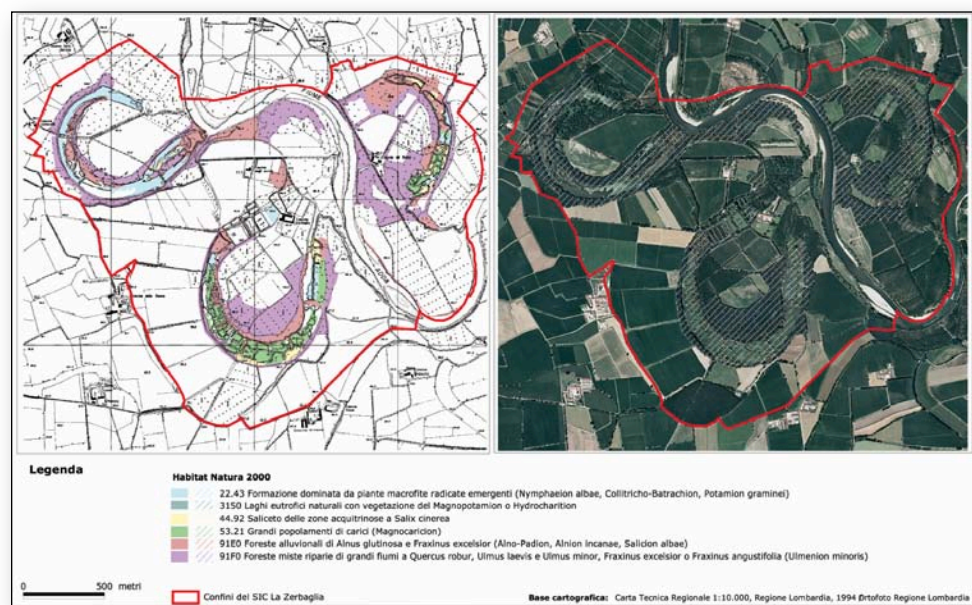 FIUME
ADDA
Legenda
Habitat Natura 2000
22.43 Formazione dominata da piante macrofite radicate emergenti (Nymphaeion albae, Collitricho-Batrachion, Potamion graminei)
3150 Laghi eutrofici naturali con vegetazione del Magnopotamion o Hydrocharition
44.92 Saliceto delle zone acquitrinose a Salix cinerea
53.21 Grandi popolamenti di carici (Magnocaricion)
91E0 Foreste alluvionali di Alnus glutinosa e Fraxinus excelsior (Alno-Padion, Alnion incanae, Salicion albae)
91F0 Foreste miste riparie di grandi fiumi a Quercus robur, Ulmus laevis e Ulmus minor, Fraxinus excelsior o Fraxinus angustifolia (Ulmenion minoris)
0 500 metri
Confini del SIC La Zerbaglia
Base cartografica: Carta Tecnica Regionale 1:10.000, Regione Lombardia, 1994 Ortofoto Regione Lombardia